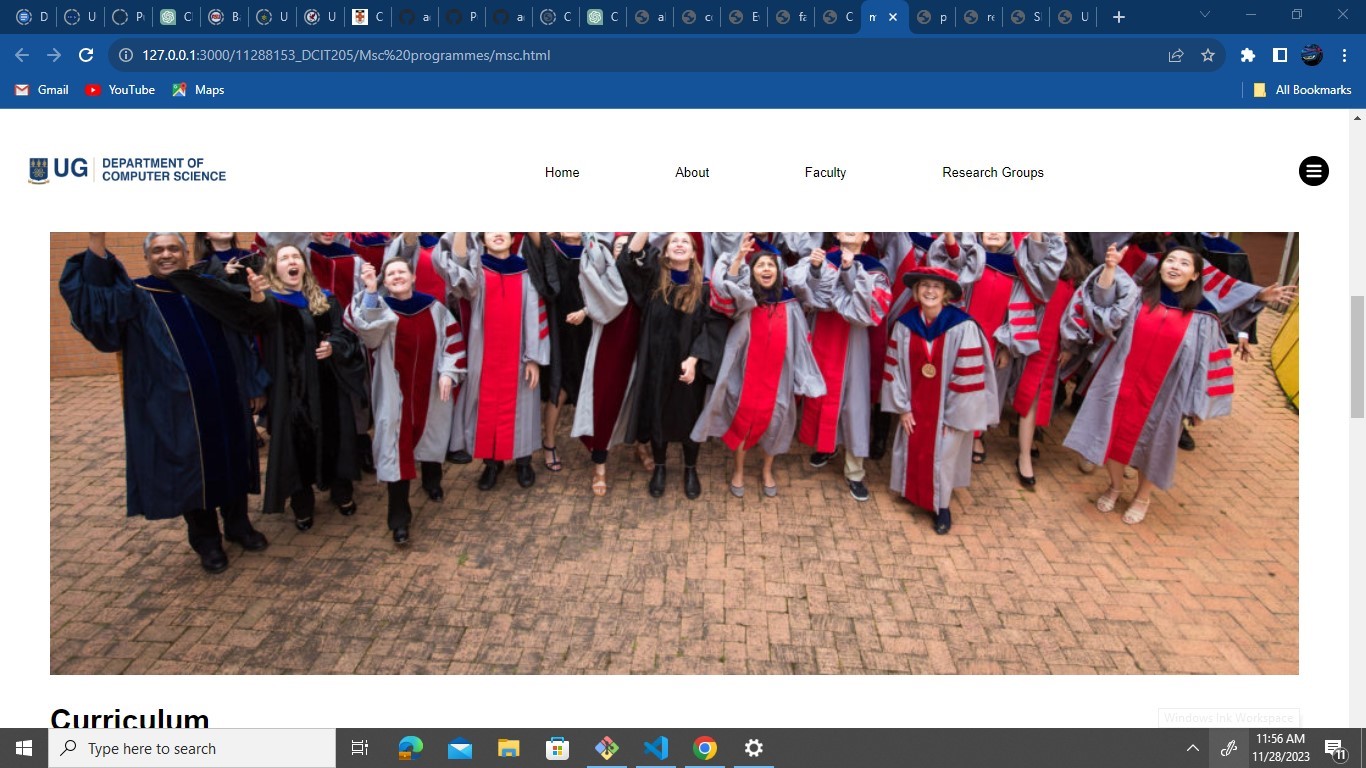 127.0.0.1:3000/11288153_DCIT205/Msc%20programmes/msc.html
Gmail YouTube Maps All Bookmarks
UG DEPARTMENT OF
COMPUTER SCIENCE
Home About Faculty Research Groups
Curriculum
Windows Ink Workspace
Type here to search
11:56 AM
11/28/2023
11